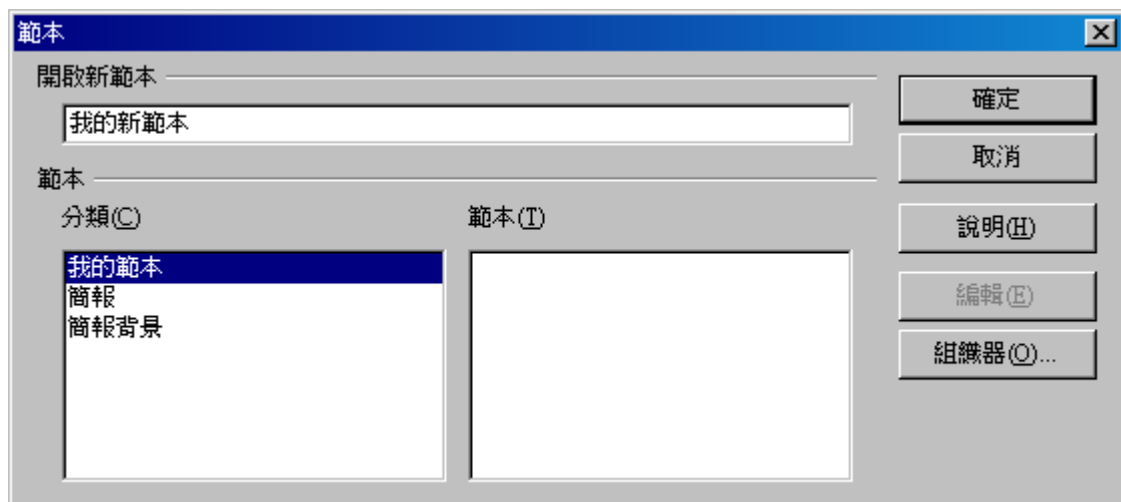 範本
開啟新範本
我的新範本
範本
分類(C)
範本(T)
我的範本
簡報
簡報背景
確定
取消
說明(H)
編輯(E)
組織器(O)...